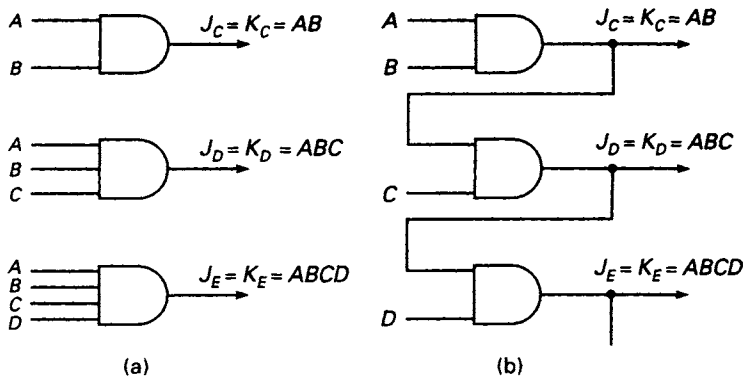 A
B
J_C = K_C = AB
A
B
C
J_D = K_D = ABC
A
B
C
D
J_E = K_E = ABCD
(a)
A
B
J_C = K_C = AB
C
J_D = K_D = ABC
D
J_E = K_E = ABCD
(b)